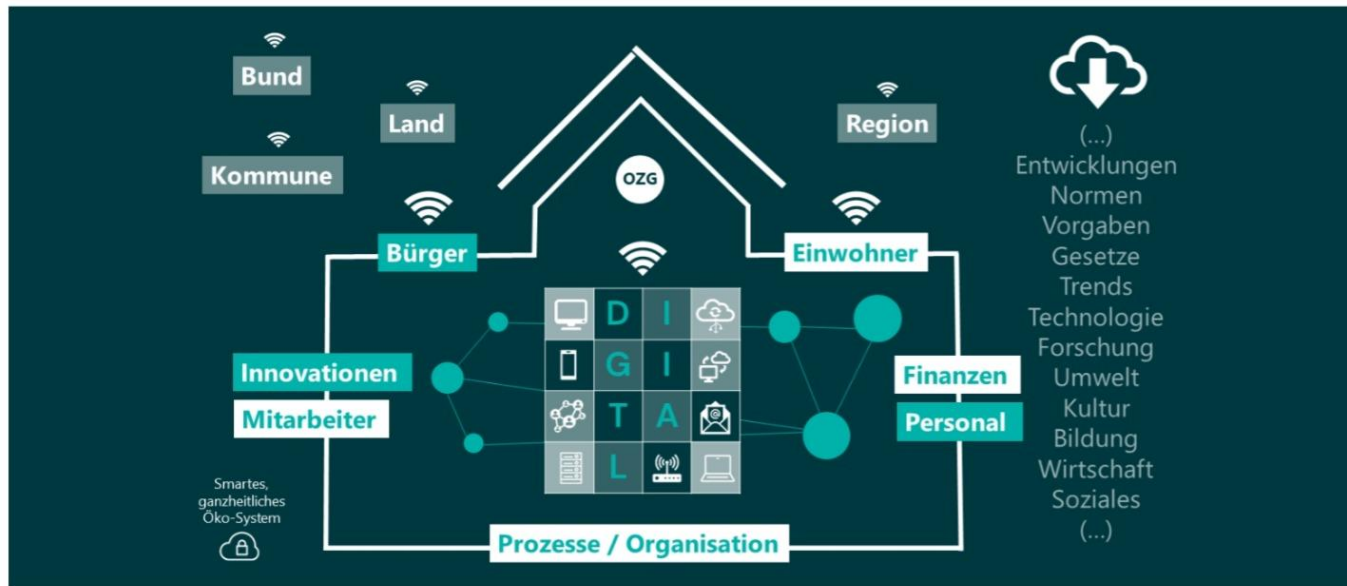 Bund
Land
Kommune
Region
OZG
Bürger
Einwohner
D I
G I
T A
L
Innovationen
Mitarbeiter
Finanzen
Personal
Smartes,
ganzheitliches
Öko-System
Prozesse / Organisation
(...)
Entwicklungen
Normen
Vorgaben
Gesetze
Trends
Technologie
Forschung
Umwelt
Kultur
Bildung
Wirtschaft
Soziales
(...)